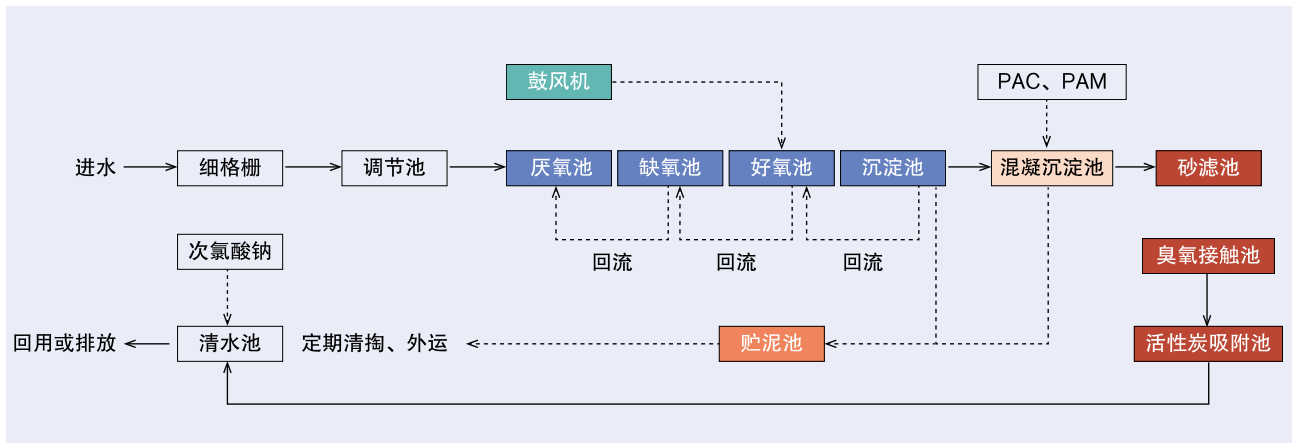 鼓风机
PAC、PAM
进水
细格栅
调节池
厌氧池
缺氧池
好氧池
沉淀池
混凝沉淀池
砂滤池
次氯酸钠
回流
回流
回流
臭氧接触池
回用或排放
清水池
定期清掏、外运
贮泥池
活性炭吸附池